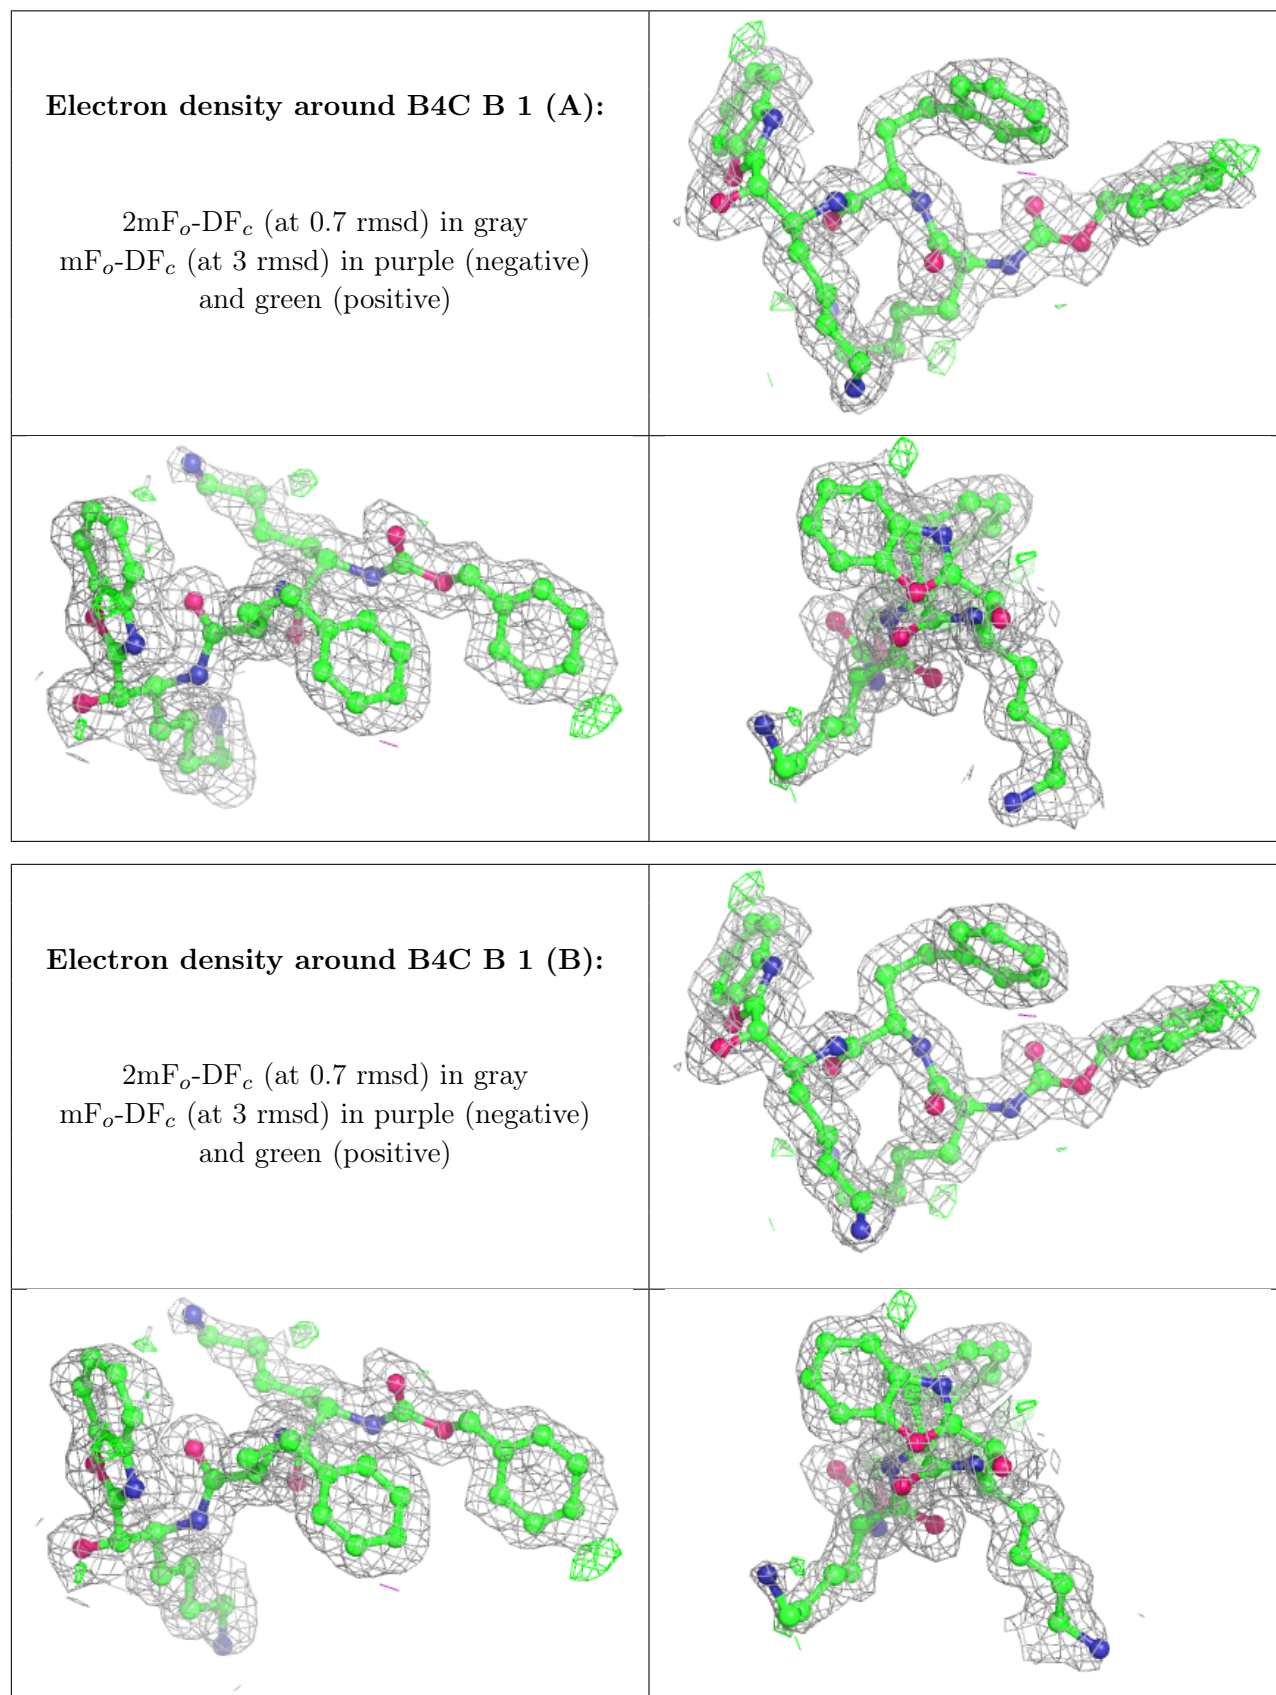 Electron density around B4C B 1 (A):
2mFo-DFc (at 0.7 rmsd) in gray
mFo-DFc (at 3 rmsd) in purple (negative)
and green (positive)
Electron density around B4C B 1 (B):
2mFo-DFc (at 0.7 rmsd) in gray
mFo-DFc (at 3 rmsd) in purple (negative)
and green (positive)